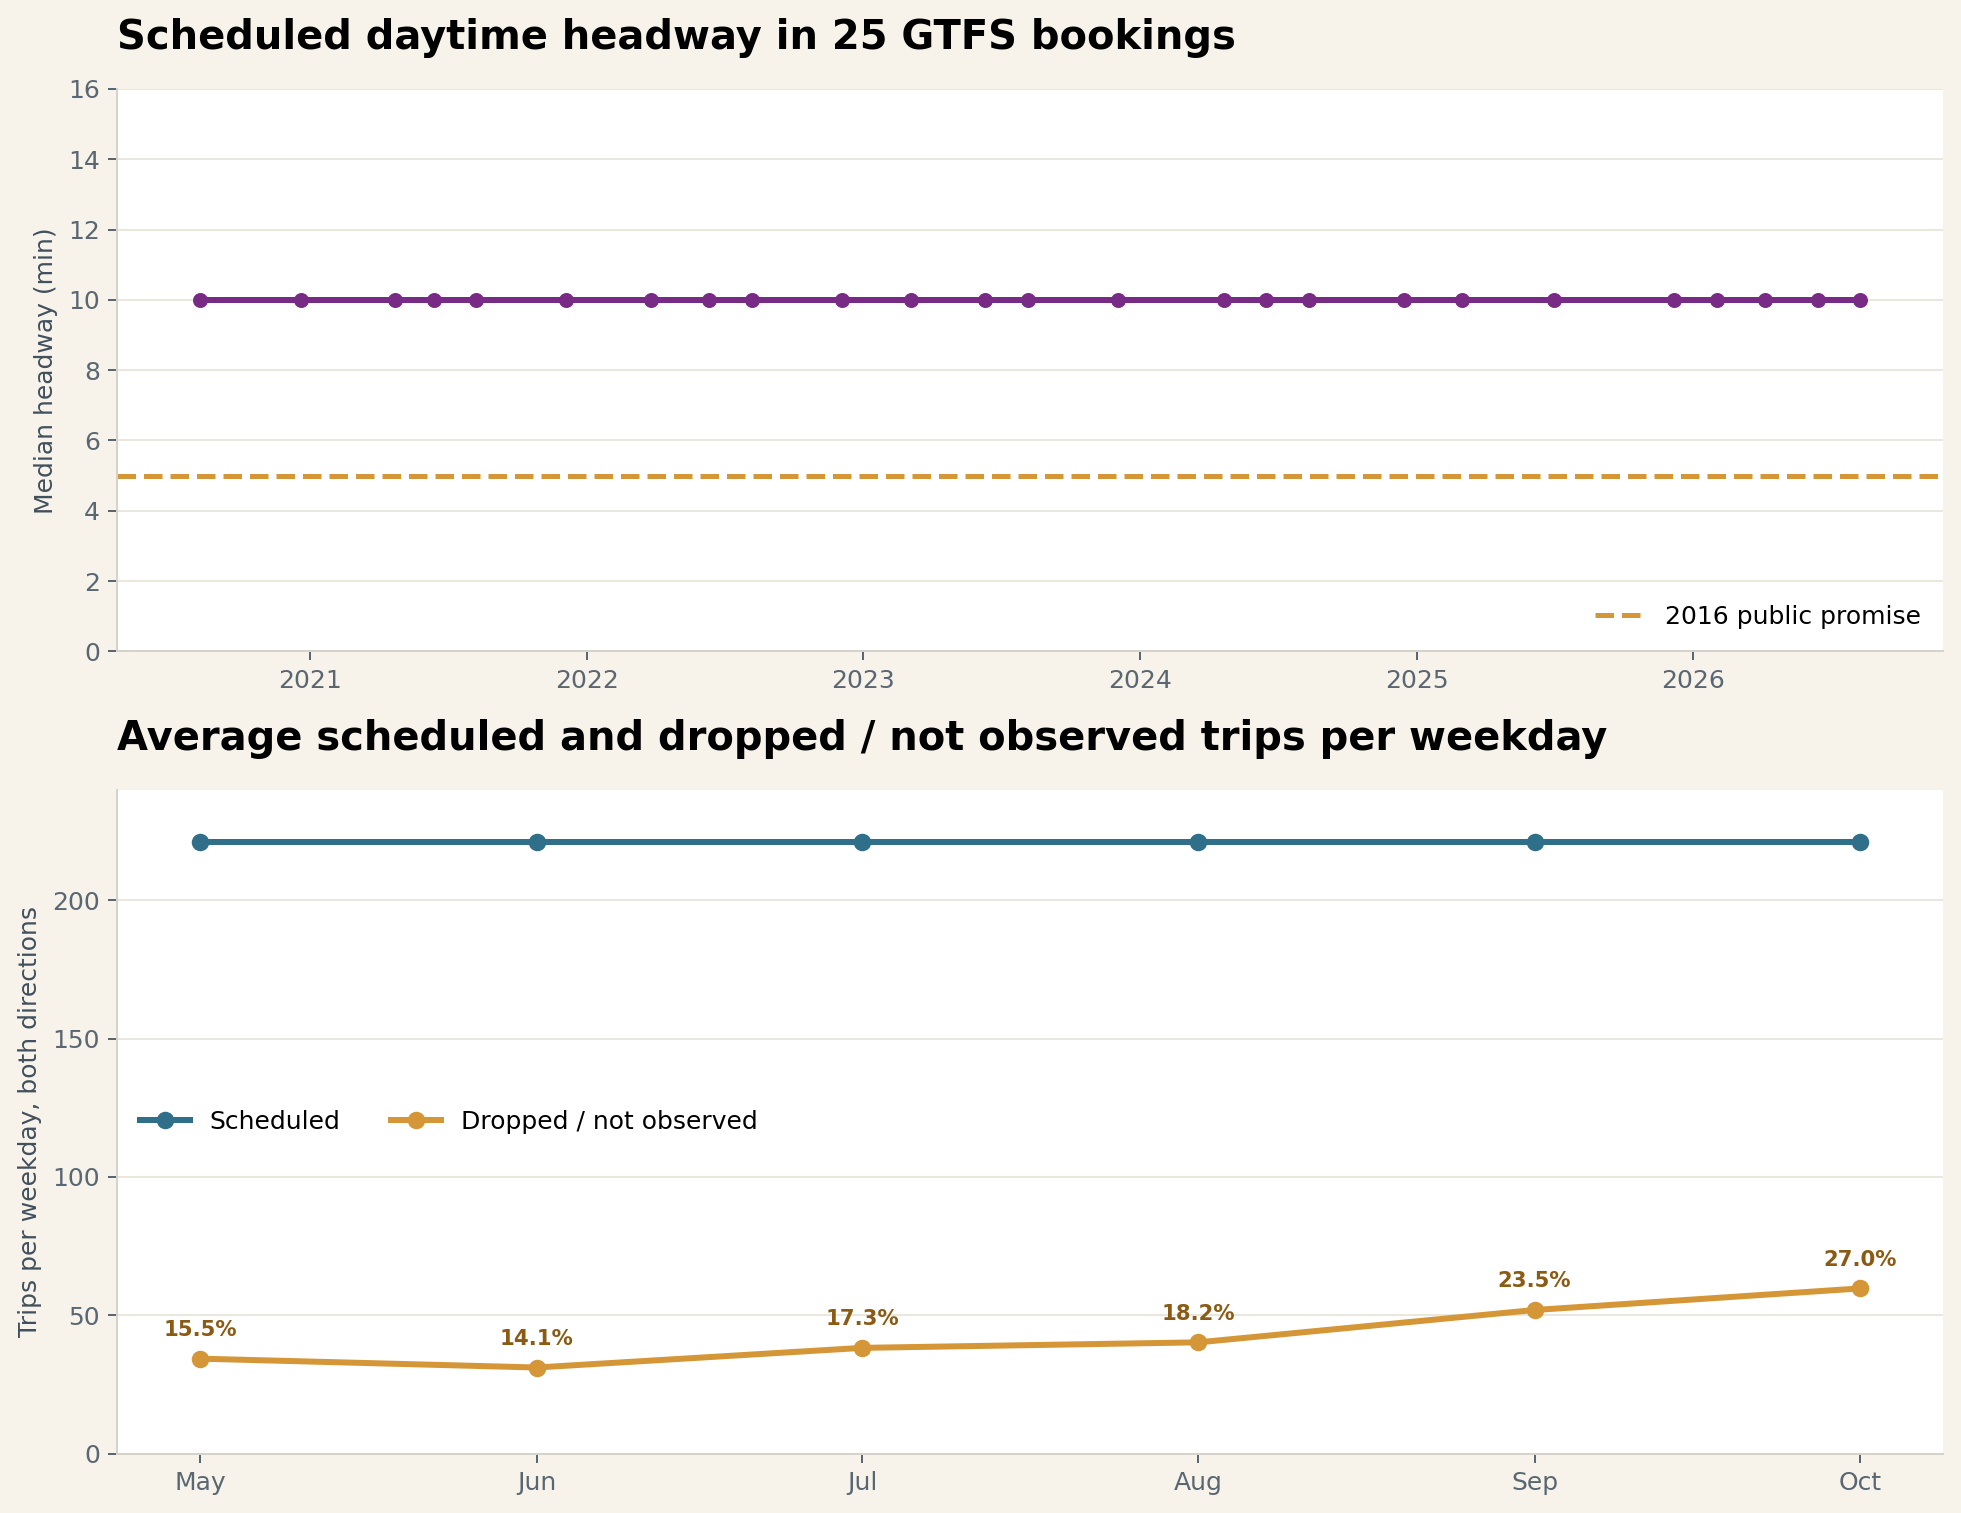 Scheduled daytime headway in 25 GTFS bookings
Median headway (min)
16
14
12
10
8
6
4
2
0
2016 public promise
2021 2022 2023 2024 2025 2026
Average scheduled and dropped / not observed trips per weekday
Trips per weekday, both directions
200
150
100
50
0
Scheduled Dropped / not observed
15.5% 14.1% 17.3% 18.2% 23.5% 27.0%
May Jun Jul Aug Sep Oct